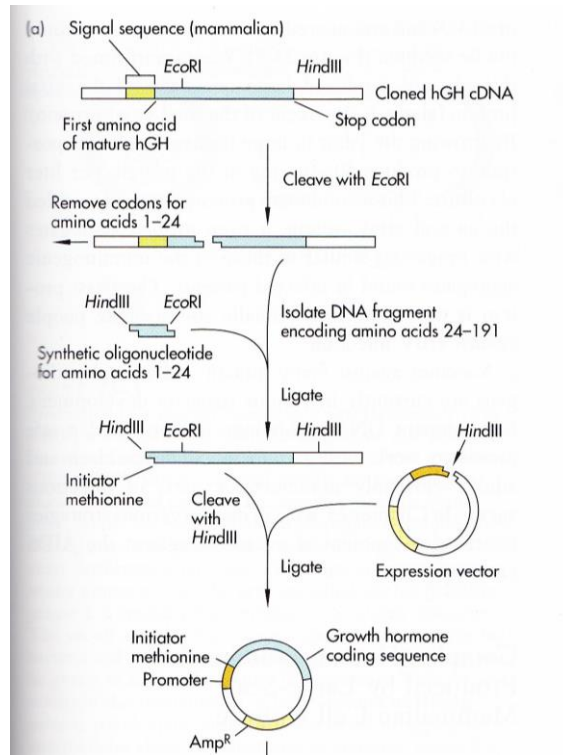 (a) Signal sequence (mammalian)
EcoRI
HindIII
Cloned hGH cDNA
First amino acid
of mature hGH
Stop codon
Cleave with EcoRI
Remove codons for
amino acids 1–24
HindIII
EcoRI
Isolate DNA fragment
encoding amino acids 24–191
Synthetic oligonucleotide
for amino acids 1–24
Ligate
HindIII
EcoRI
HindIII
HindIII
Initiator
methionine
Cleave
with
HindIII
Ligate
Expression vector
Initiator
methionine
Promoter
Growth hormone
coding sequence
AmpR